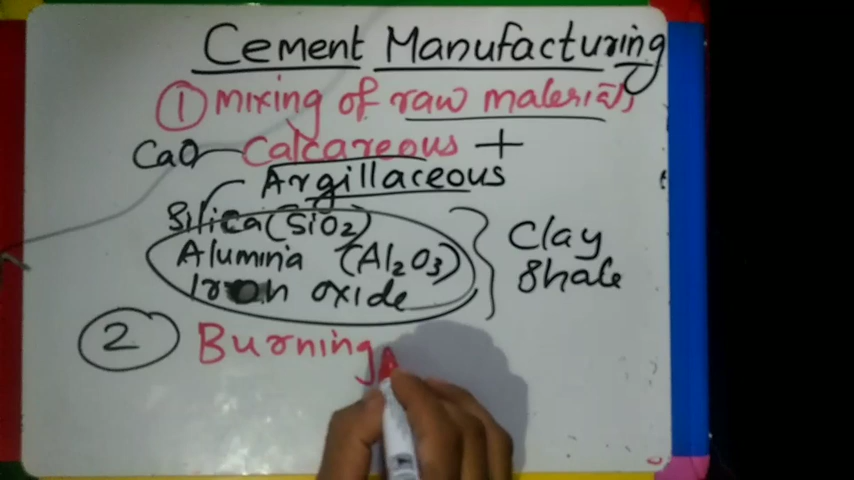 Cement Manufacturing
① mixing of raw materials
CaO Calcareous +
Argillaceous
Silica (SiO2)
Alumina (Al2O3)
Iron oxide
Clay
Shale
② Burning